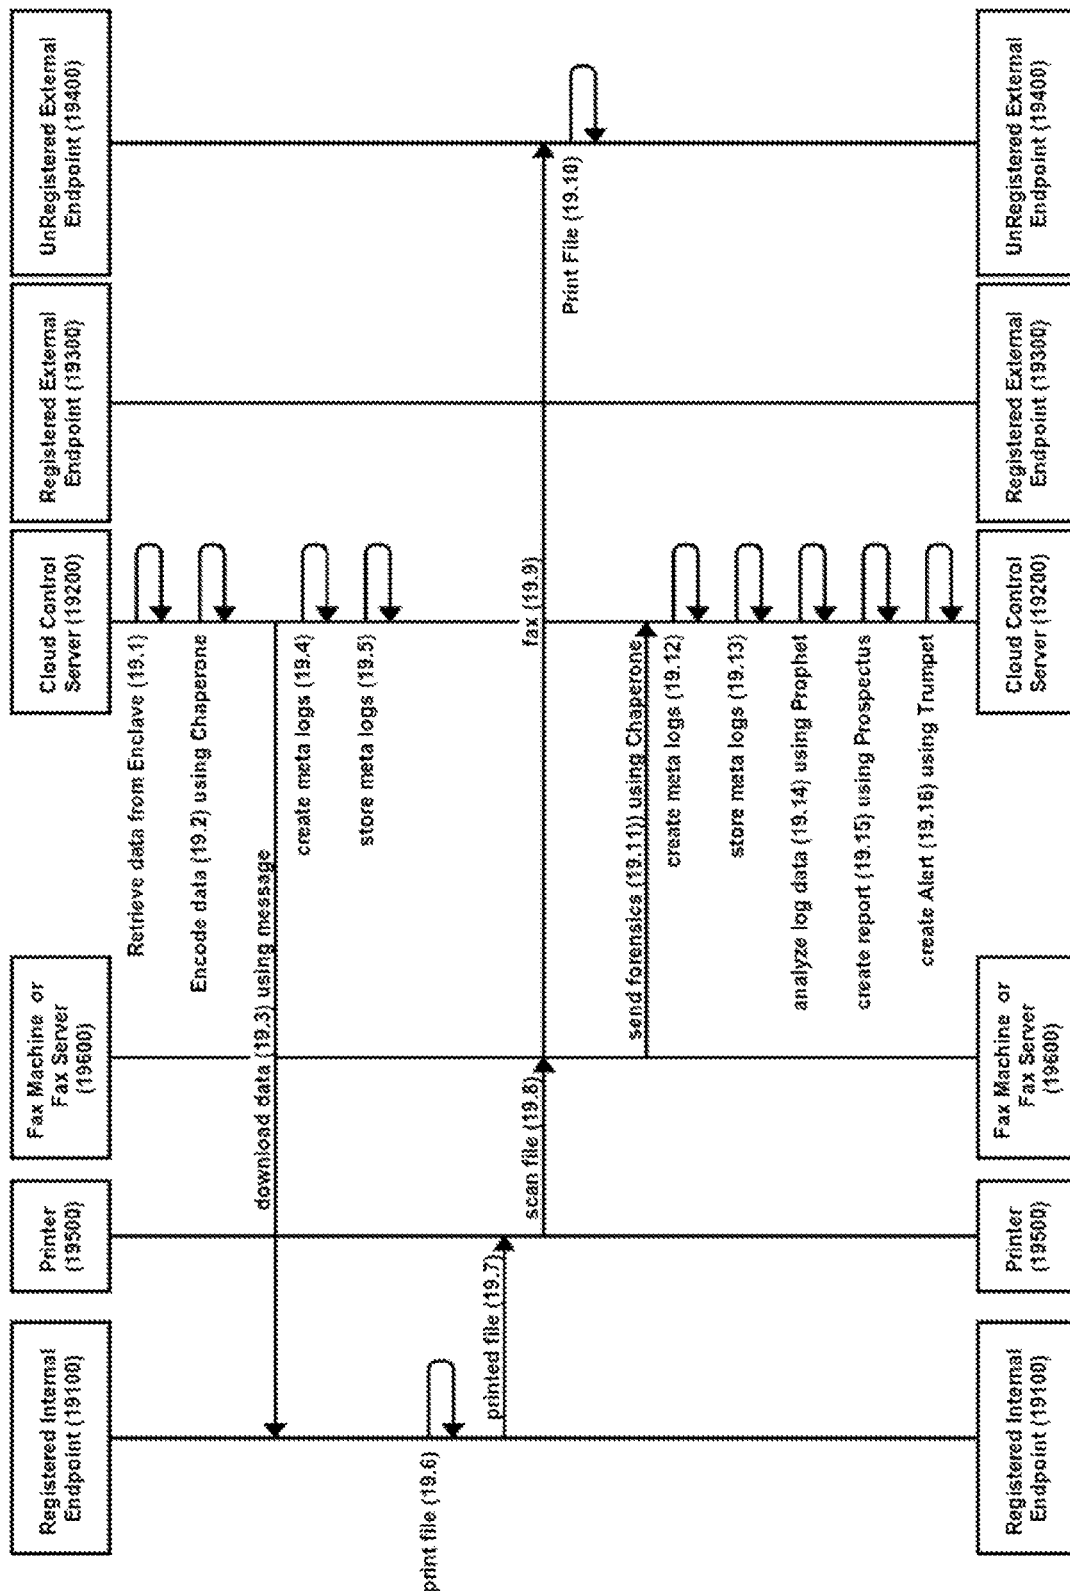 Registered Internal
Endpoint (19100)
Printer
(19500)
Fax Machine or
Fax Server
(19600)
Cloud Control
Server (19200)
Registered External
Endpoint (19300)
UnRegistered External
Endpoint (19400)
Retrieve data from Enclave (19.1)
Encode data (19.2) using Chaperone
download data (19.3) using message
create meta logs (19.4)
store meta logs (19.5)
print file (19.6)
printed file (19.7)
scan file (19.8)
fax (19.9)
Print File (19.10)
send forensics (19.11)) using Chaperone
create meta logs (19.12)
store meta logs (19.13)
analyze log data (19.14) using Prophet
create report (19.15) using Prospectus
create Alert (19.16) using Trumpet
Registered Internal
Endpoint (19100)
Printer
(19500)
Fax Machine or
Fax Server
(19600)
Cloud Control
Server (19200)
Registered External
Endpoint (19300)
UnRegistered External
Endpoint (19400)